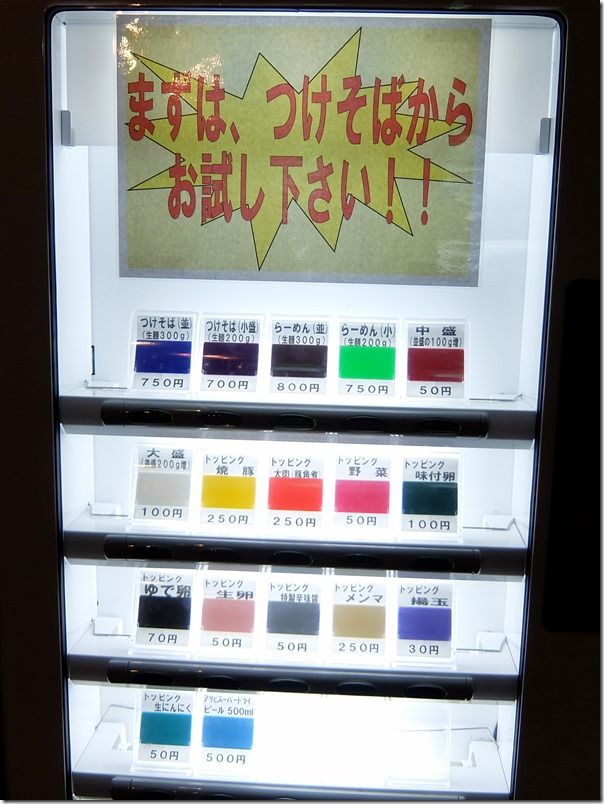 まずは、つけそばから
お試し下さい！！
つけそば(並)
(生麺300g)
750円
つけそば(小盛)
(生麺200g)
700円
らーめん(並)
(生麺300g)
800円
らーめん(小)
(生麺200g)
750円
中盛
(並盛の100g増)
50円
大盛
(並盛200g増)
100円
トッピング
焼豚
250円
トッピング
大肉(豚角煮)
250円
トッピング
野菜
50円
トッピング
味付卵
100円
トッピング
ゆで卵
70円
トッピング
生卵
50円
トッピング
特製辛味醤
50円
トッピング
メンマ
250円
トッピング
揚玉
30円
トッピング
生にんにく
50円
アサヒスーパードライ
ビール 500ml
500円